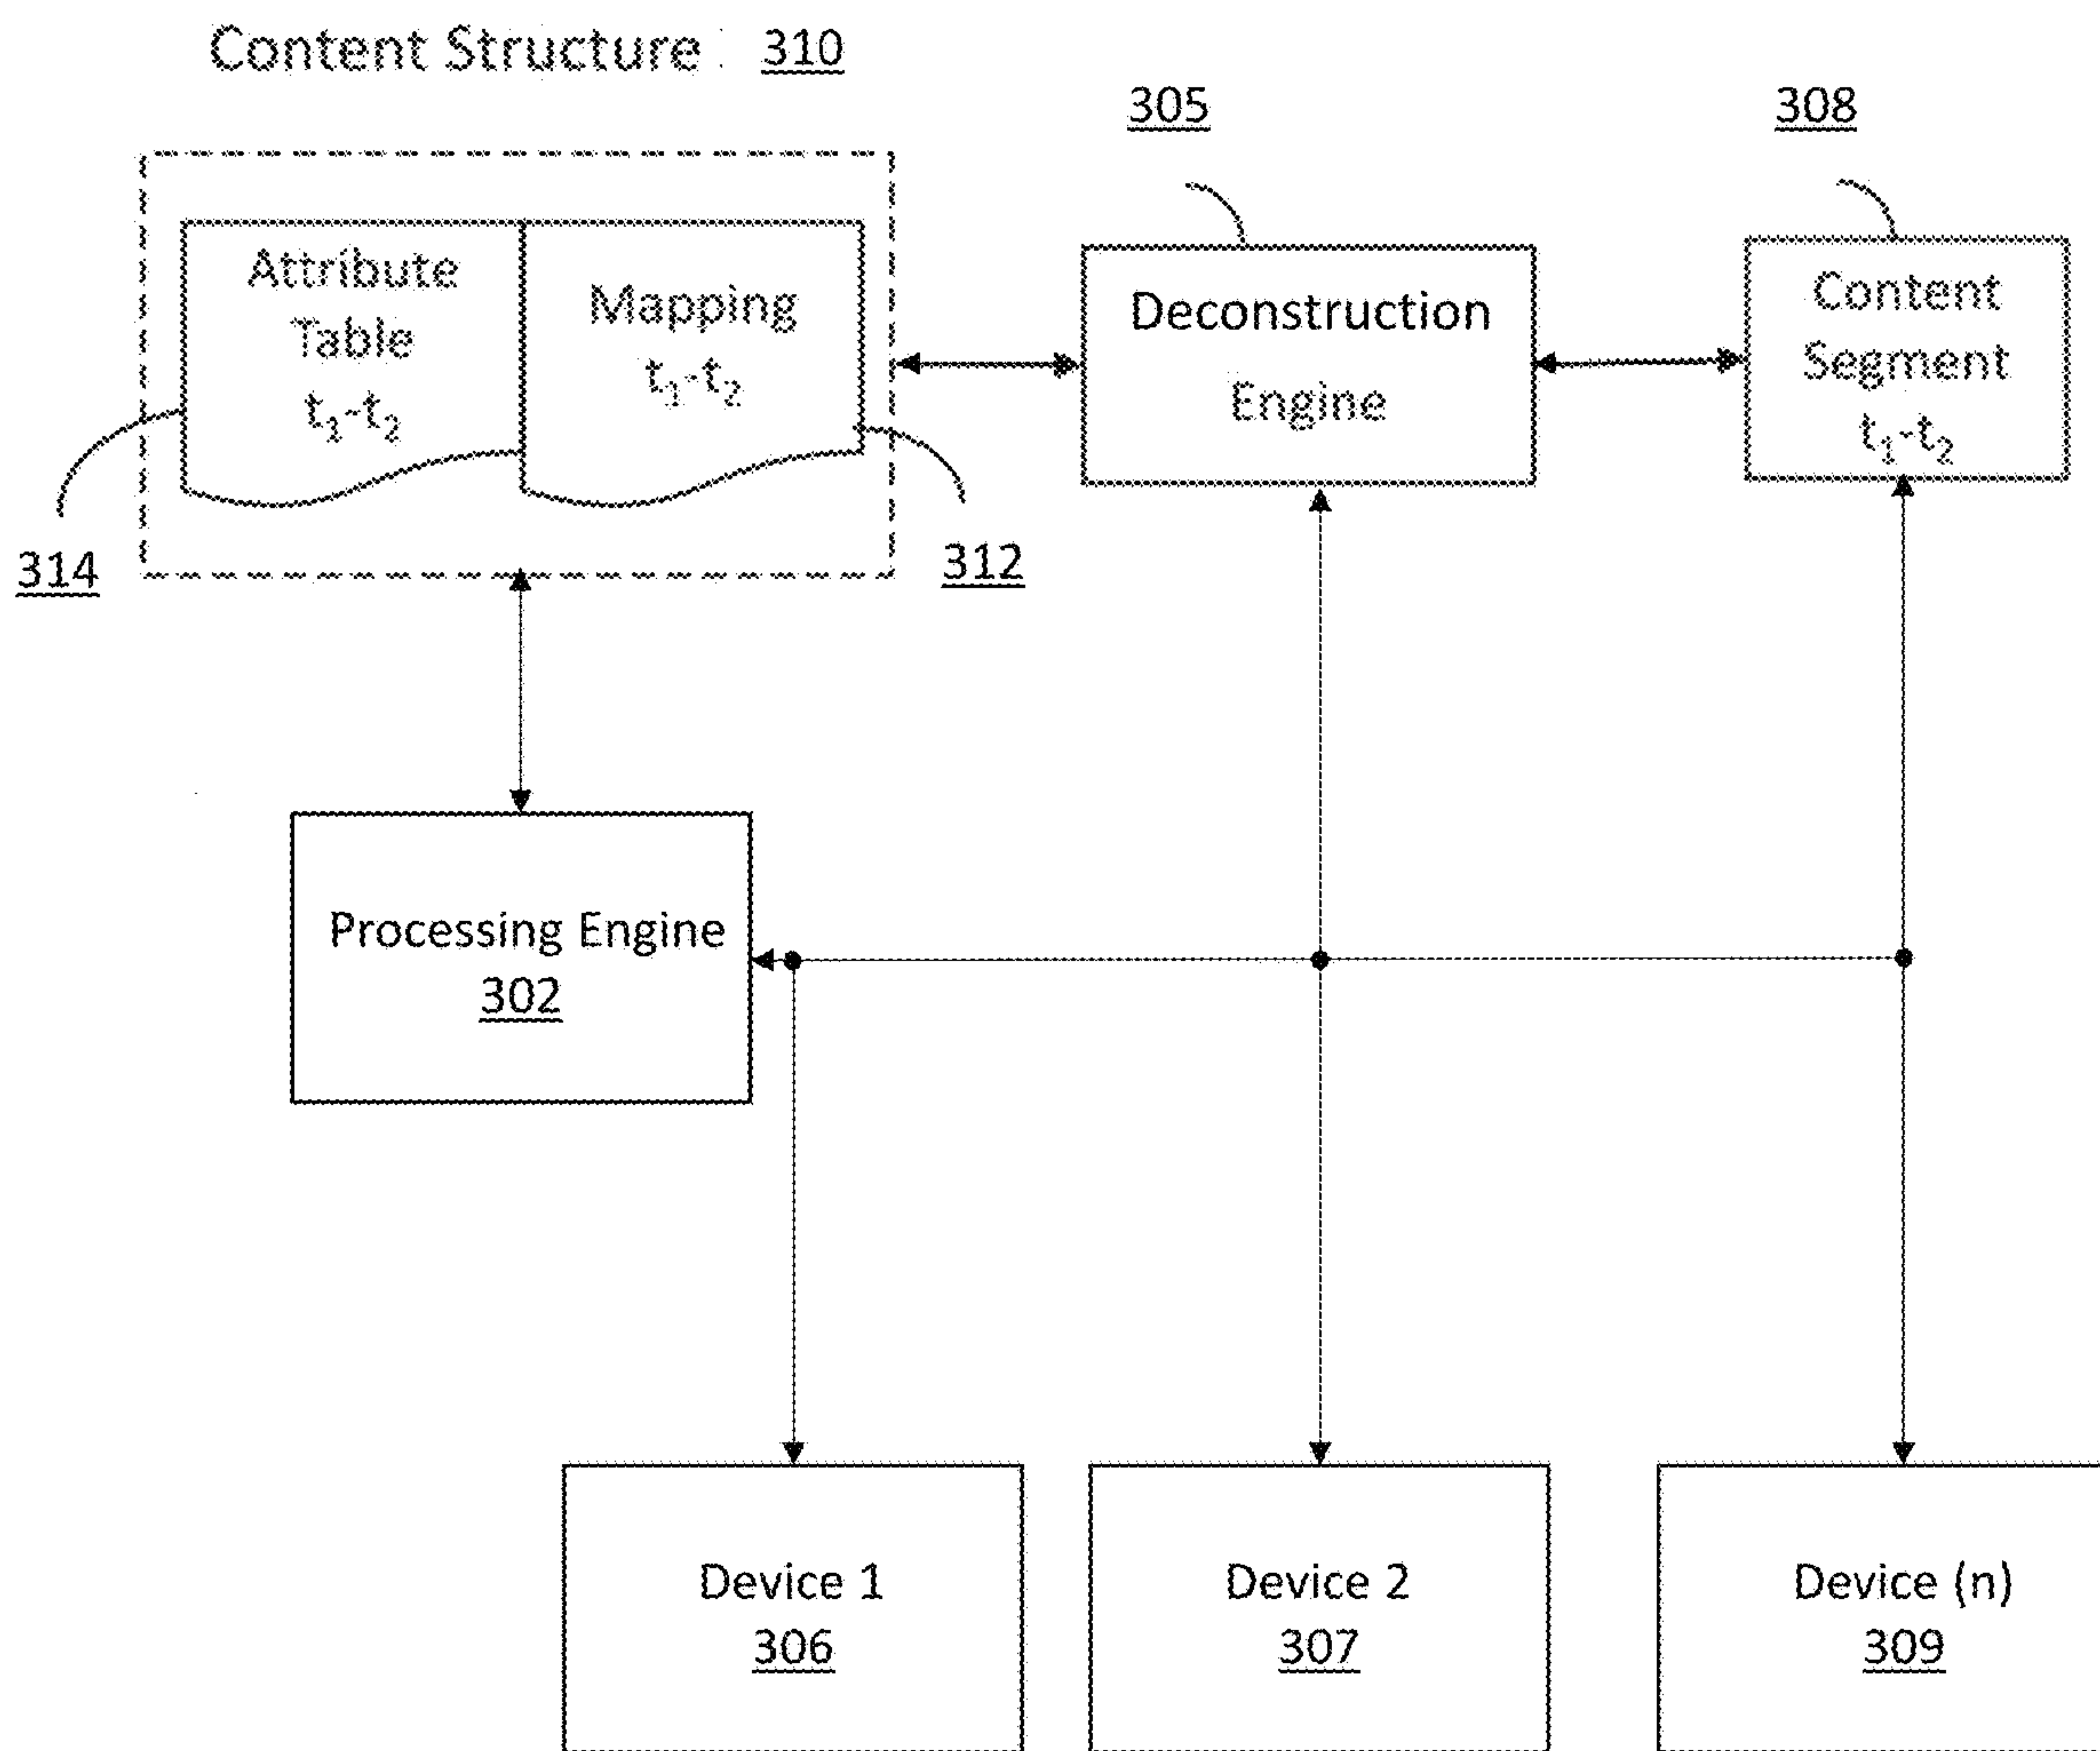 Content Structure 310
305
308
Attribute
Table
t₁-t₂
Mapping
t₁-t₂
Deconstruction
Engine
Content
Segment
t₁-t₂
314
312
Processing Engine
302
Device 1
306
Device 2
307
Device (n)
309